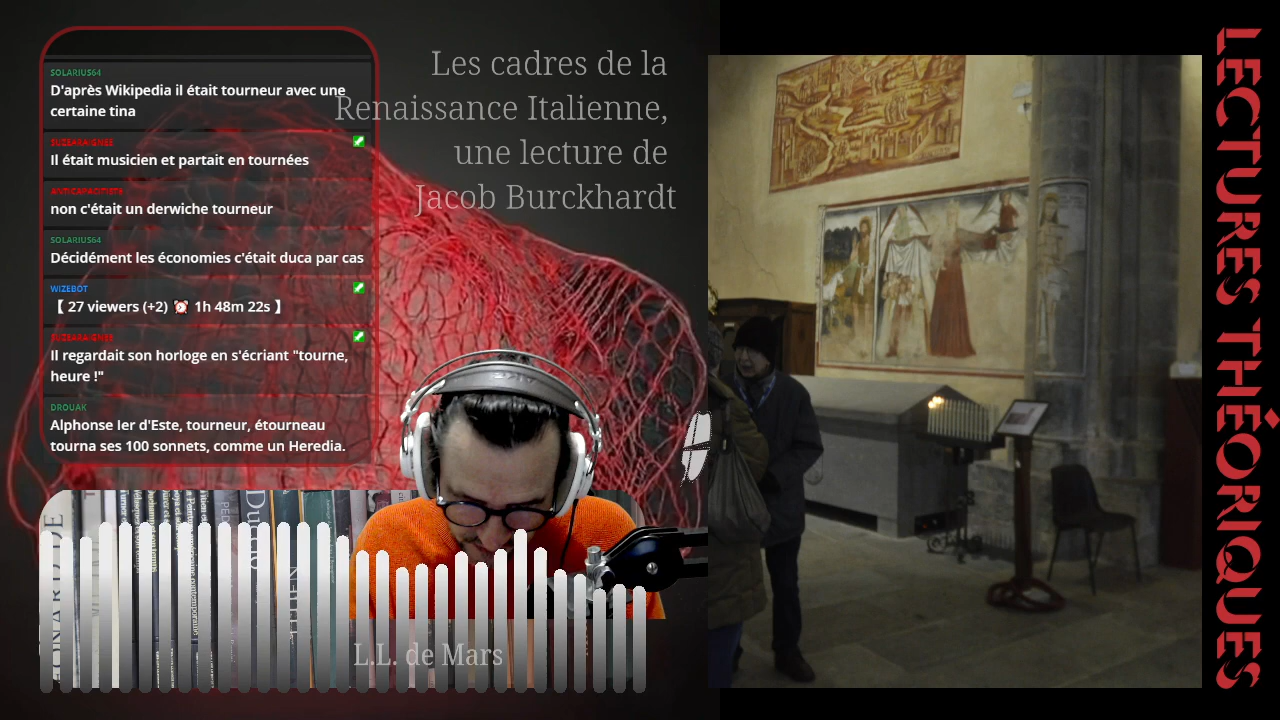 SOLARIUS64
D'après Wikipedia il était tourneur avec une
certaine tina
SUZEARAIGNEE
Il était musicien et partait en tournées
ANTICAPACITISTE
non c'était un derwiche tourneur
SOLARIUS64
Décidément les économies c'était duca par cas
WIZEBOT
【 27 viewers (+2) ⏰ 1h 48m 22s 】
SUZEARAIGNEE
Il regardait son horloge en s'écriant "tourne,
heure !"
DROUAK
Alphonse Ier d'Este, tourneur, étourneau
tourna ses 100 sonnets, comme un Heredia.
Les cadres de la
Renaissance Italienne,
une lecture de
Jacob Burckhardt
L.L. de Mars
LECTURES THÉORIQUES